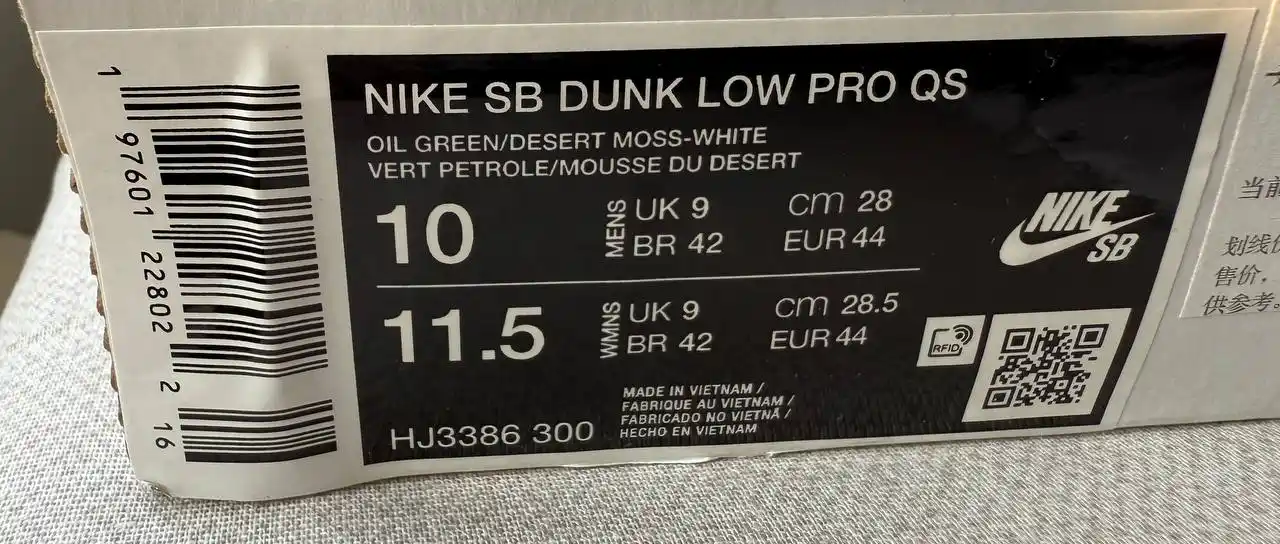 1 97601 22802 2 16
NIKE SB DUNK LOW PRO QS
OIL GREEN/DESERT MOSS-WHITE
VERT PETROLE/MOUSSE DU DESERT
10
MENS
UK 9
cm 28
BR 42
EUR 44
11.5
WMNS
UK 9
cm 28.5
BR 42
EUR 44
HJ3386 300
MADE IN VIETNAM /
FABRIQUE AU VIETNAM /
FABRICADO NO VIETNÃ /
HECHO EN VIETNAM
NIKE
SB
RFID
当前
划线价
售价，
供参考。